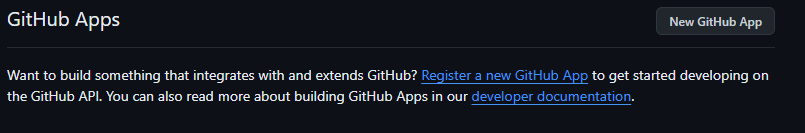 GitHub Apps
New GitHub App
Want to build something that integrates with and extends GitHub? Register a new GitHub App to get started developing on
the GitHub API. You can also read more about building GitHub Apps in our developer documentation.